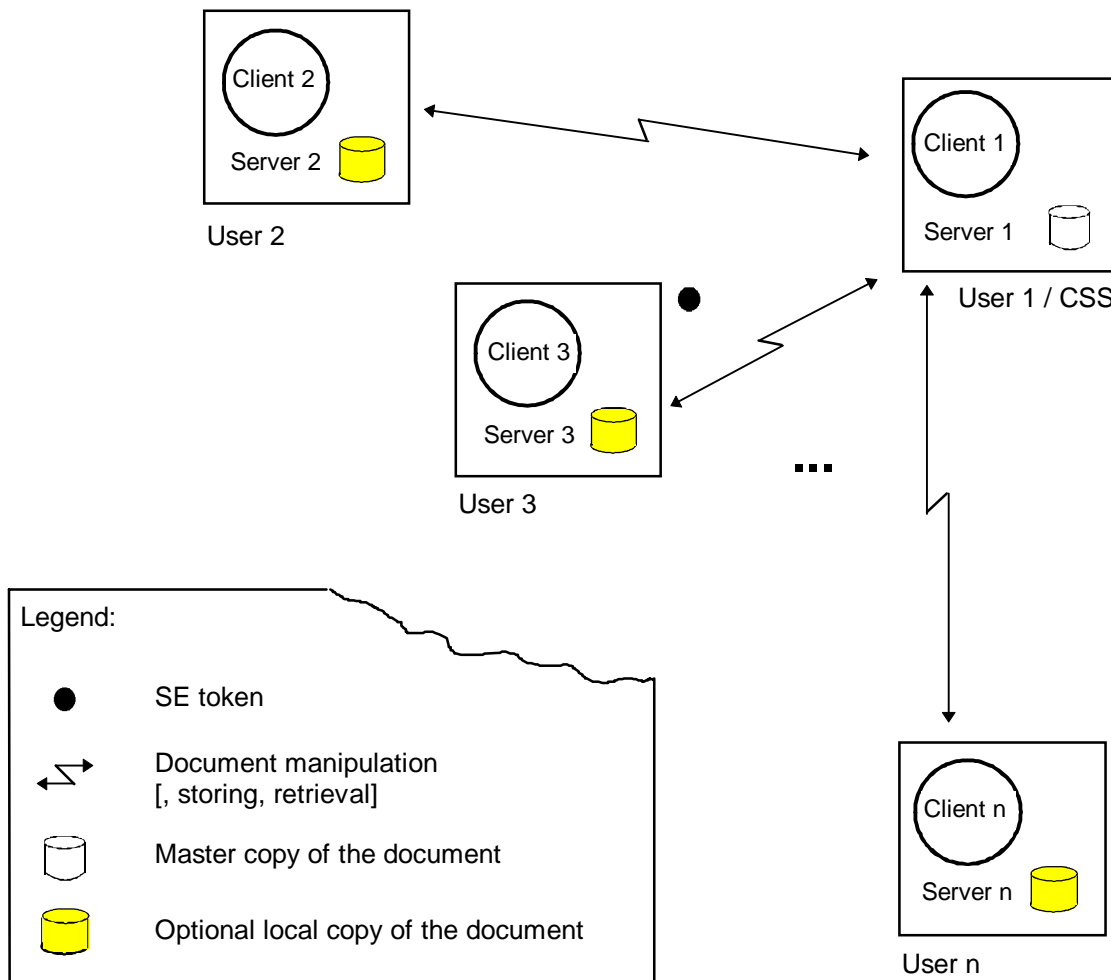 Client 2
Server 2
User 2
Client 1
Server 1
User 1 / CSS
Client 3
Server 3
User 3
...
Client n
Server n
User n
Legend:
SE token
Document manipulation
[, storing, retrieval]
Master copy of the document
Optional local copy of the document